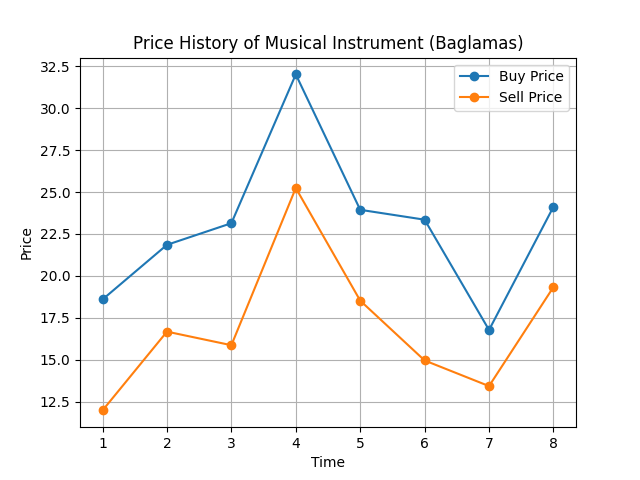 Price History of Musical Instrument (Baglamas)
Buy Price
Sell Price
Price
32.5
30.0
27.5
25.0
22.5
20.0
17.5
15.0
12.5
1 2 3 4 5 6 7 8
Time